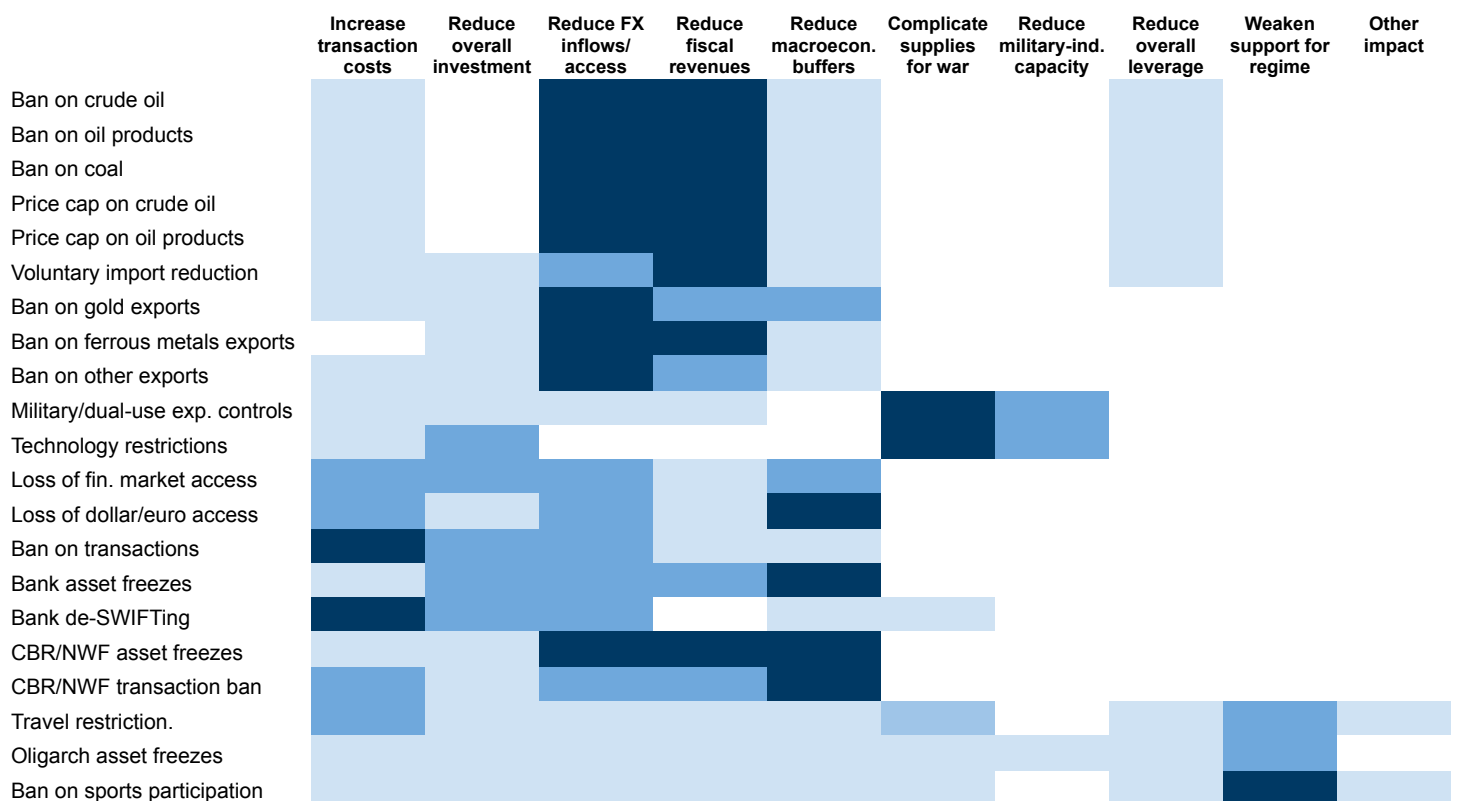 Increase transaction costs
Reduce overall investment
Reduce FX inflows/ access
Reduce fiscal revenues
Reduce macroecon. buffers
Complicate supplies for war
Reduce military-ind. capacity
Reduce overall leverage
Weaken support for regime
Other impact
Ban on crude oil
Ban on oil products
Ban on coal
Price cap on crude oil
Price cap on oil products
Voluntary import reduction
Ban on gold exports
Ban on ferrous metals exports
Ban on other exports
Military/dual-use exp. controls
Technology restrictions
Loss of fin. market access
Loss of dollar/euro access
Ban on transactions
Bank asset freezes
Bank de-SWIFTing
CBR/NWF asset freezes
CBR/NWF transaction ban
Travel restriction.
Oligarch asset freezes
Ban on sports participation